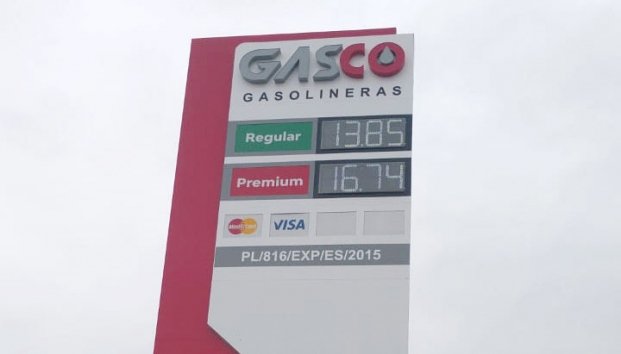 GASCO
GASOLINERAS
Regular 13.85
Premium 16.74
MasterCard VISA
PL/816/EXP/ES/2015